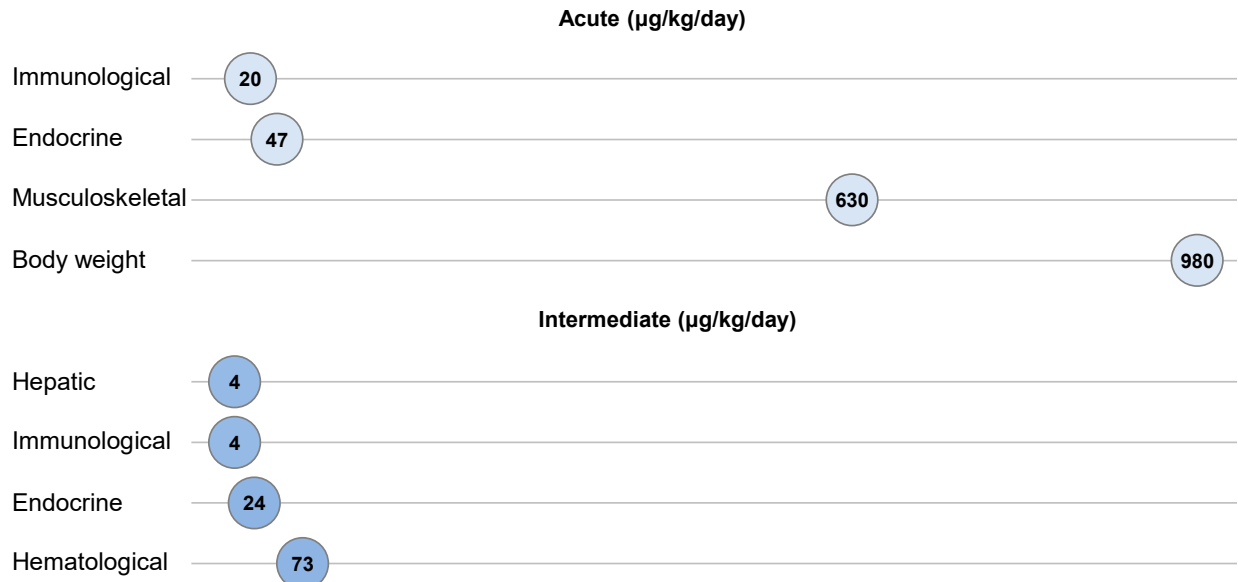 Acute (µg/kg/day)
Immunological 20
Endocrine 47
Musculoskeletal 630
Body weight 980
Intermediate (µg/kg/day)
Hepatic 4
Immunological 4
Endocrine 24
Hematological 73